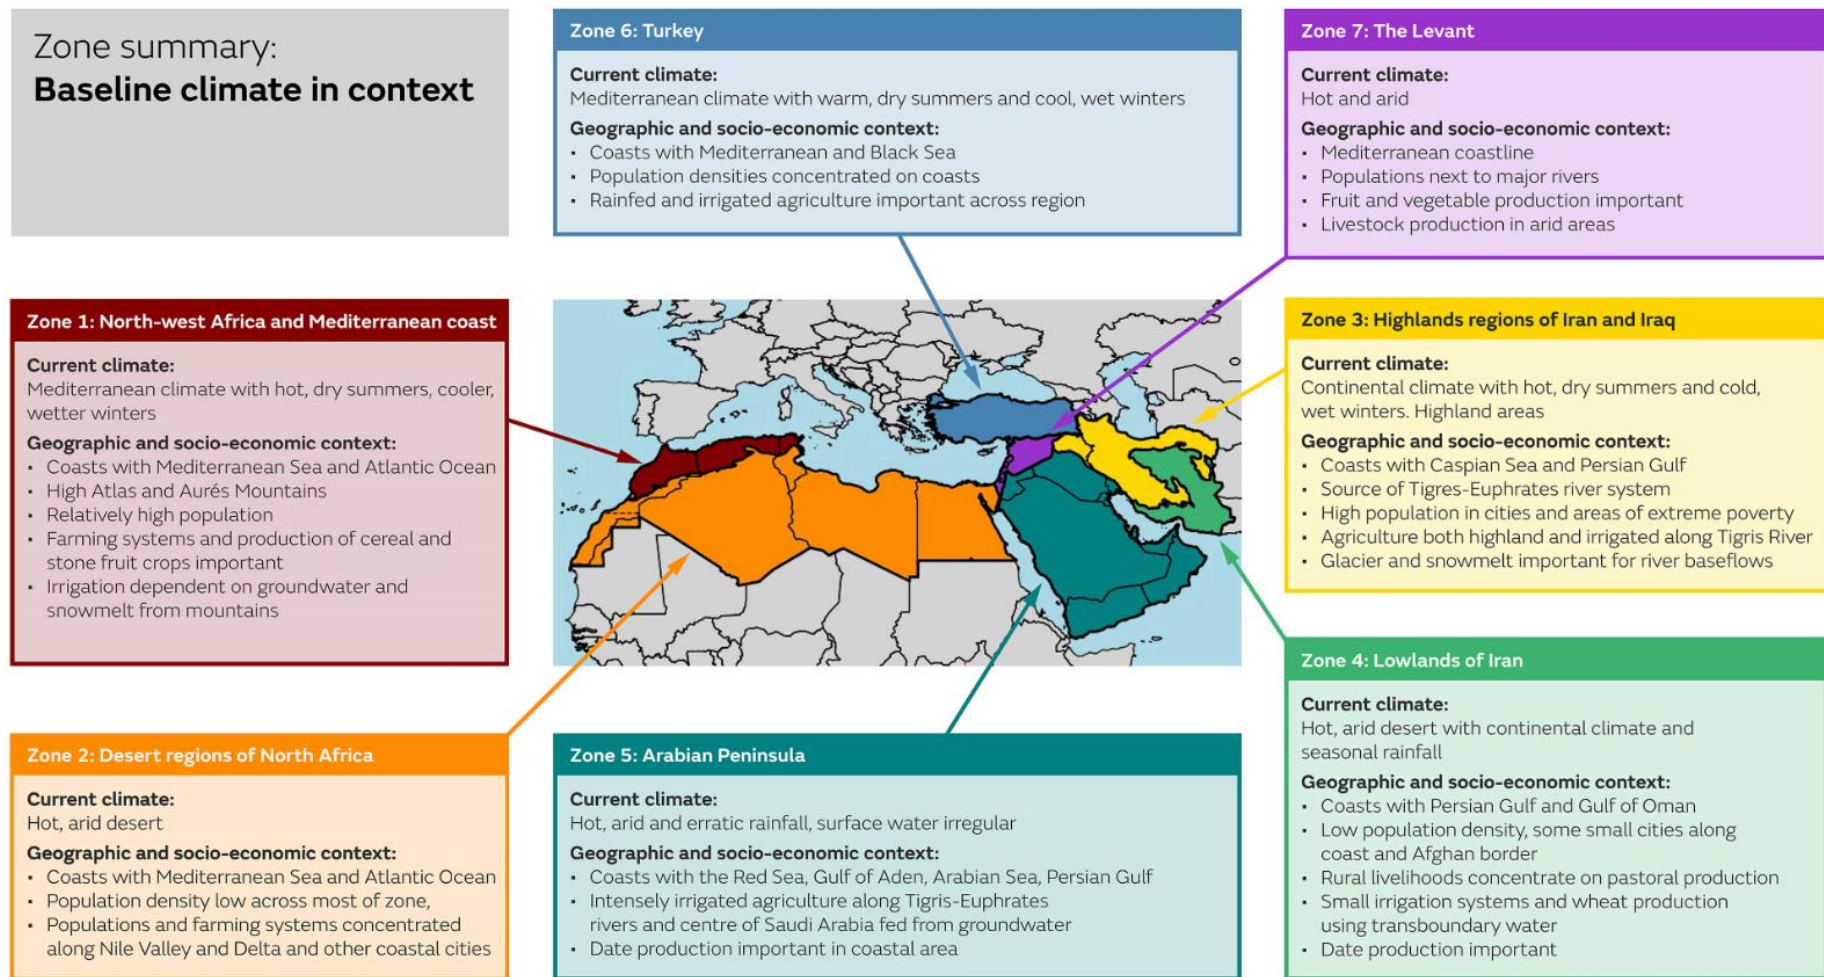 Zone summary:
Baseline climate in context
Zone 6: Turkey
Current climate:
Mediterranean climate with warm, dry summers and cool, wet winters
Geographic and socio-economic context:
• Coasts with Mediterranean and Black Sea
• Population densities concentrated on coasts
• Rainfed and irrigated agriculture important across region
Zone 7: The Levant
Current climate:
Hot and arid
Geographic and socio-economic context:
• Mediterranean coastline
• Populations next to major rivers
• Fruit and vegetable production important
• Livestock production in arid areas
Zone 1: North-west Africa and Mediterranean coast
Current climate:
Mediterranean climate with hot, dry summers, cooler,
wetter winters
Geographic and socio-economic context:
• Coasts with Mediterranean Sea and Atlantic Ocean
• High Atlas and Aurés Mountains
• Relatively high population
• Farming systems and production of cereal and
stone fruit crops important
• Irrigation dependent on groundwater and
snowmelt from mountains
Zone 3: Highlands regions of Iran and Iraq
Current climate:
Continental climate with hot, dry summers and cold,
wet winters. Highland areas
Geographic and socio-economic context:
• Coasts with Caspian Sea and Persian Gulf
• Source of Tigres-Euphrates river system
• High population in cities and areas of extreme poverty
• Agriculture both highland and irrigated along Tigris River
• Glacier and snowmelt important for river baseflows
Zone 2: Desert regions of North Africa
Current climate:
Hot, arid desert
Geographic and socio-economic context:
• Coasts with Mediterranean Sea and Atlantic Ocean
• Population density low across most of zone,
• Populations and farming systems concentrated
along Nile Valley and Delta and other coastal cities
Zone 5: Arabian Peninsula
Current climate:
Hot, arid and erratic rainfall, surface water irregular
Geographic and socio-economic context:
• Coasts with the Red Sea, Gulf of Aden, Arabian Sea, Persian Gulf
• Intensely irrigated agriculture along Tigris-Euphrates
rivers and centre of Saudi Arabia fed from groundwater
• Date production important in coastal area
Zone 4: Lowlands of Iran
Current climate:
Hot, arid desert with continental climate and
seasonal rainfall
Geographic and socio-economic context:
• Coasts with Persian Gulf and Gulf of Oman
• Low population density, some small cities along
coast and Afghan border
• Rural livelihoods concentrate on pastoral production
• Small irrigation systems and wheat production
using transboundary water
• Date production important